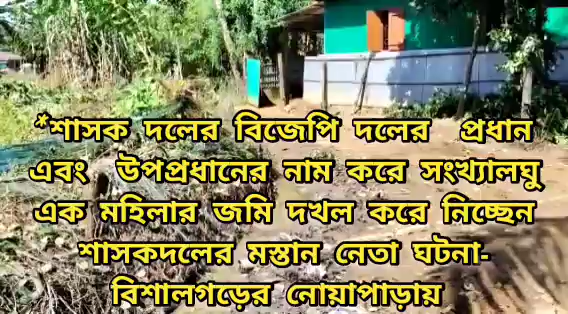 *শাসক দলের বিজেপি দলের প্রধান
এবং উপপ্রধানের নাম করে সংখ্যালঘু
এক মহিলার জমি দখল করে নিচ্ছেন
শাসকদলের মস্তান নেতা ঘটনা-
বিশালগড়ের নোয়াপাড়ায়